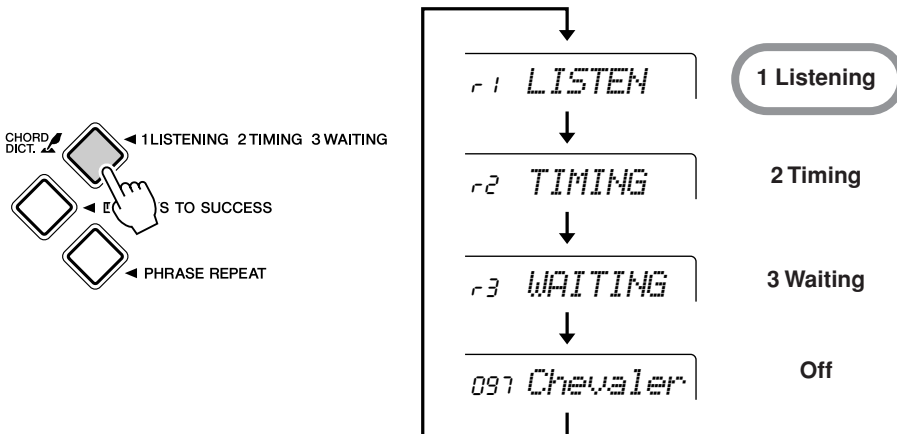 CHORD
DICT.
1LISTENING 2TIMING 3WAITING
S TO SUCCESS
PHRASE REPEAT
r1 LISTEN
1 Listening
r2 TIMING
2 Timing
r3 WAITING
3 Waiting
097 Chevaler
Off